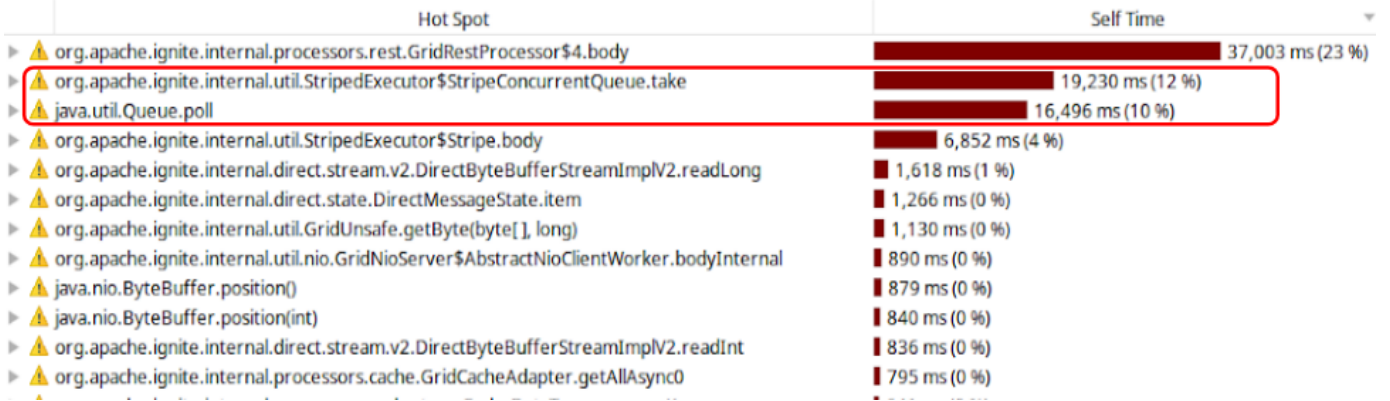 Hot Spot Self Time
org.apache.ignite.internal.processors.rest.GridRestProcessor$4.body 37,003 ms (23 %)
org.apache.ignite.internal.util.StripedExecutor$StripeConcurrentQueue.take 19,230 ms (12 %)
java.util.Queue.poll 16,496 ms (10 %)
org.apache.ignite.internal.util.StripedExecutor$Stripe.body 6,852 ms (4 %)
org.apache.ignite.internal.direct.stream.v2.DirectByteBufferStreamImplV2.readLong 1,618 ms (1 %)
org.apache.ignite.internal.direct.state.DirectMessageState.item 1,266 ms (0 %)
org.apache.ignite.internal.util.GridUnsafe.getByte(byte[], long) 1,130 ms (0 %)
org.apache.ignite.internal.util.nio.GridNioServer$AbstractNioClientWorker.bodyInternal 890 ms (0 %)
java.nio.ByteBuffer.position() 879 ms (0 %)
java.nio.ByteBuffer.position(int) 840 ms (0 %)
org.apache.ignite.internal.direct.stream.v2.DirectByteBufferStreamImplV2.readInt 836 ms (0 %)
org.apache.ignite.internal.processors.cache.GridCacheAdapter.getAllAsync0 795 ms (0 %)